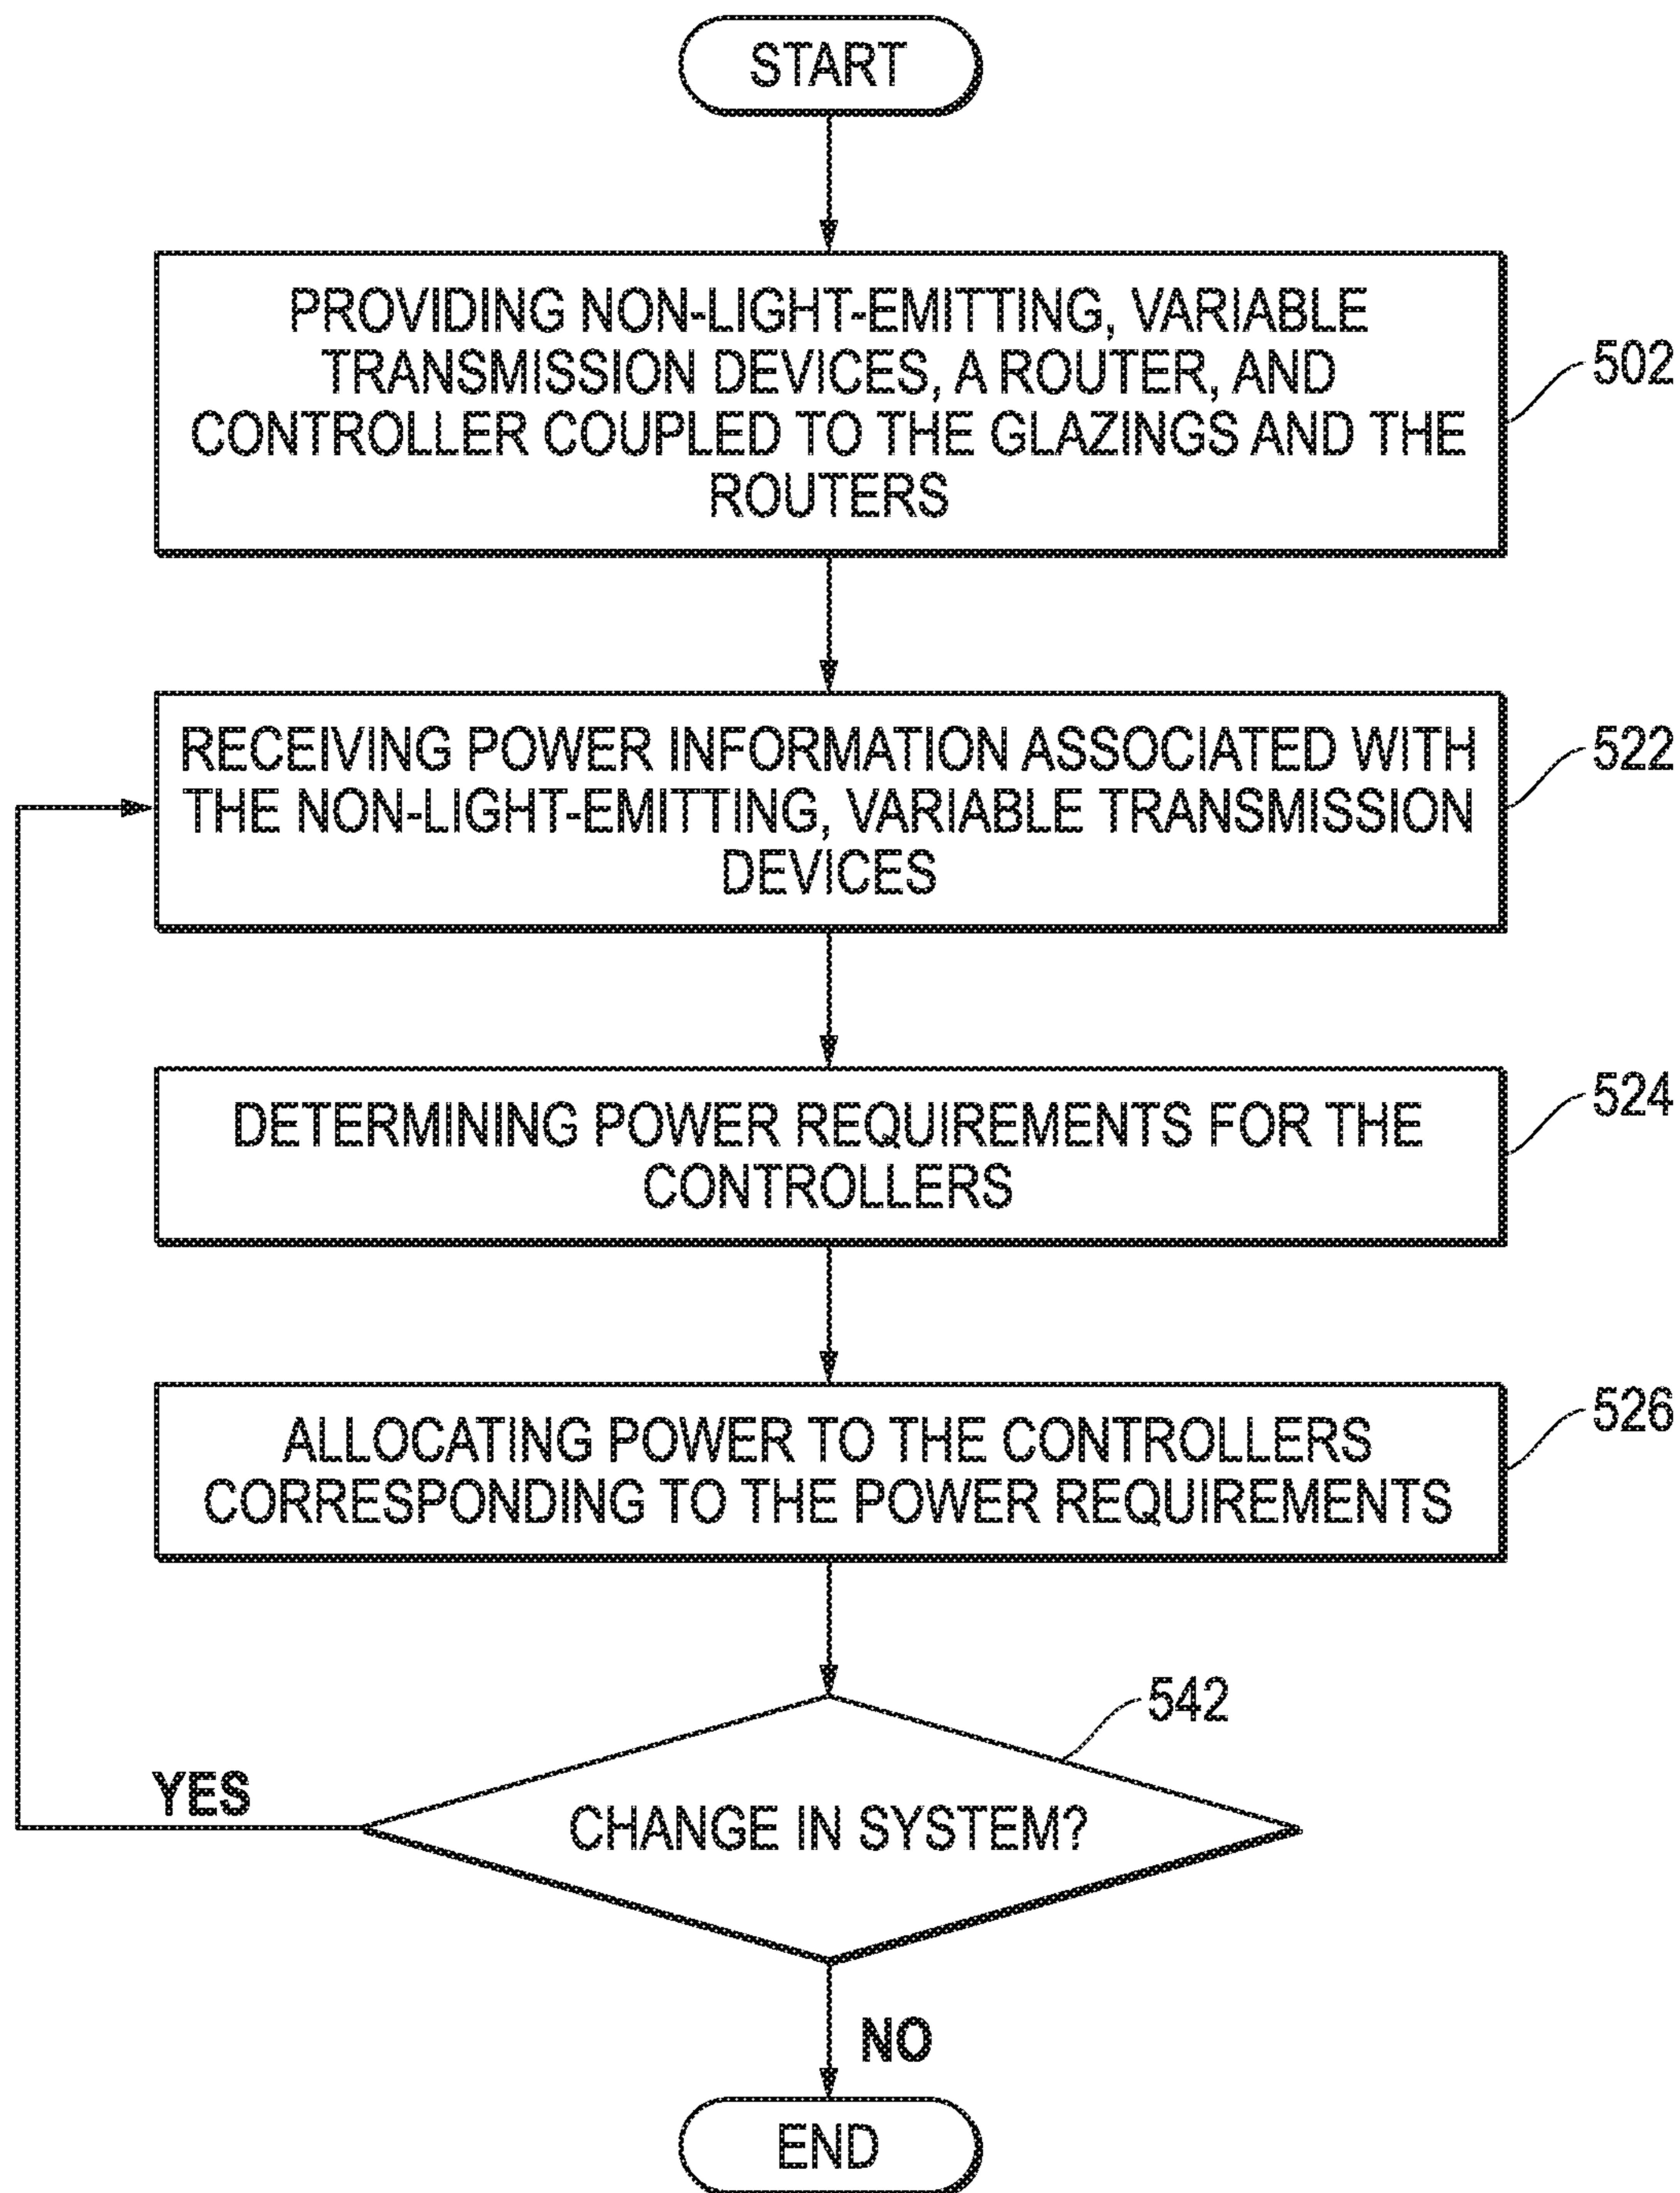 START
PROVIDING NON-LIGHT-EMITTING, VARIABLE
TRANSMISSION DEVICES, A ROUTER, AND
CONTROLLER COUPLED TO THE GLAZINGS AND THE
ROUTERS
502
RECEIVING POWER INFORMATION ASSOCIATED WITH
THE NON-LIGHT-EMITTING, VARIABLE TRANSMISSION
DEVICES
522
DETERMINING POWER REQUIREMENTS FOR THE
CONTROLLERS
524
ALLOCATING POWER TO THE CONTROLLERS
CORRESPONDING TO THE POWER REQUIREMENTS
526
542
YES
CHANGE IN SYSTEM?
NO
END